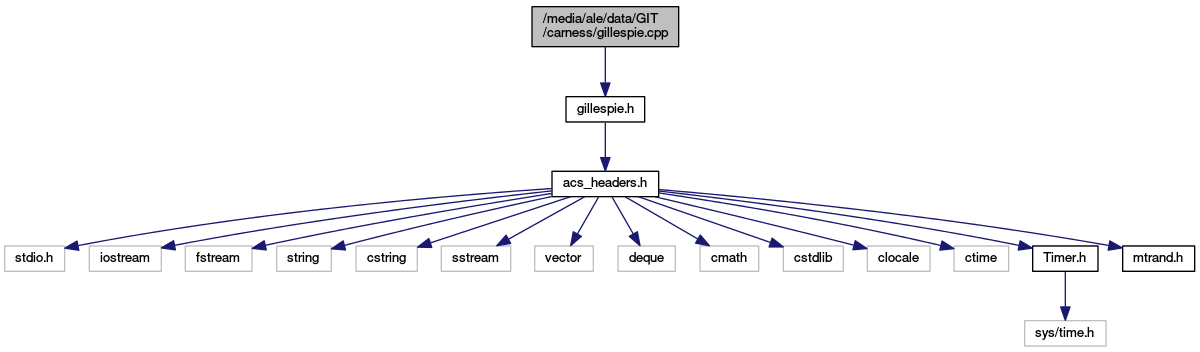 /media/ale/data/GIT
/carness/gillespie.cpp
gillespie.h
acs_headers.h
stdio.h
iostream
fstream
string
cstring
sstream
vector
deque
cmath
cstdlib
clocale
ctime
Timer.h
mtrand.h
sys/time.h